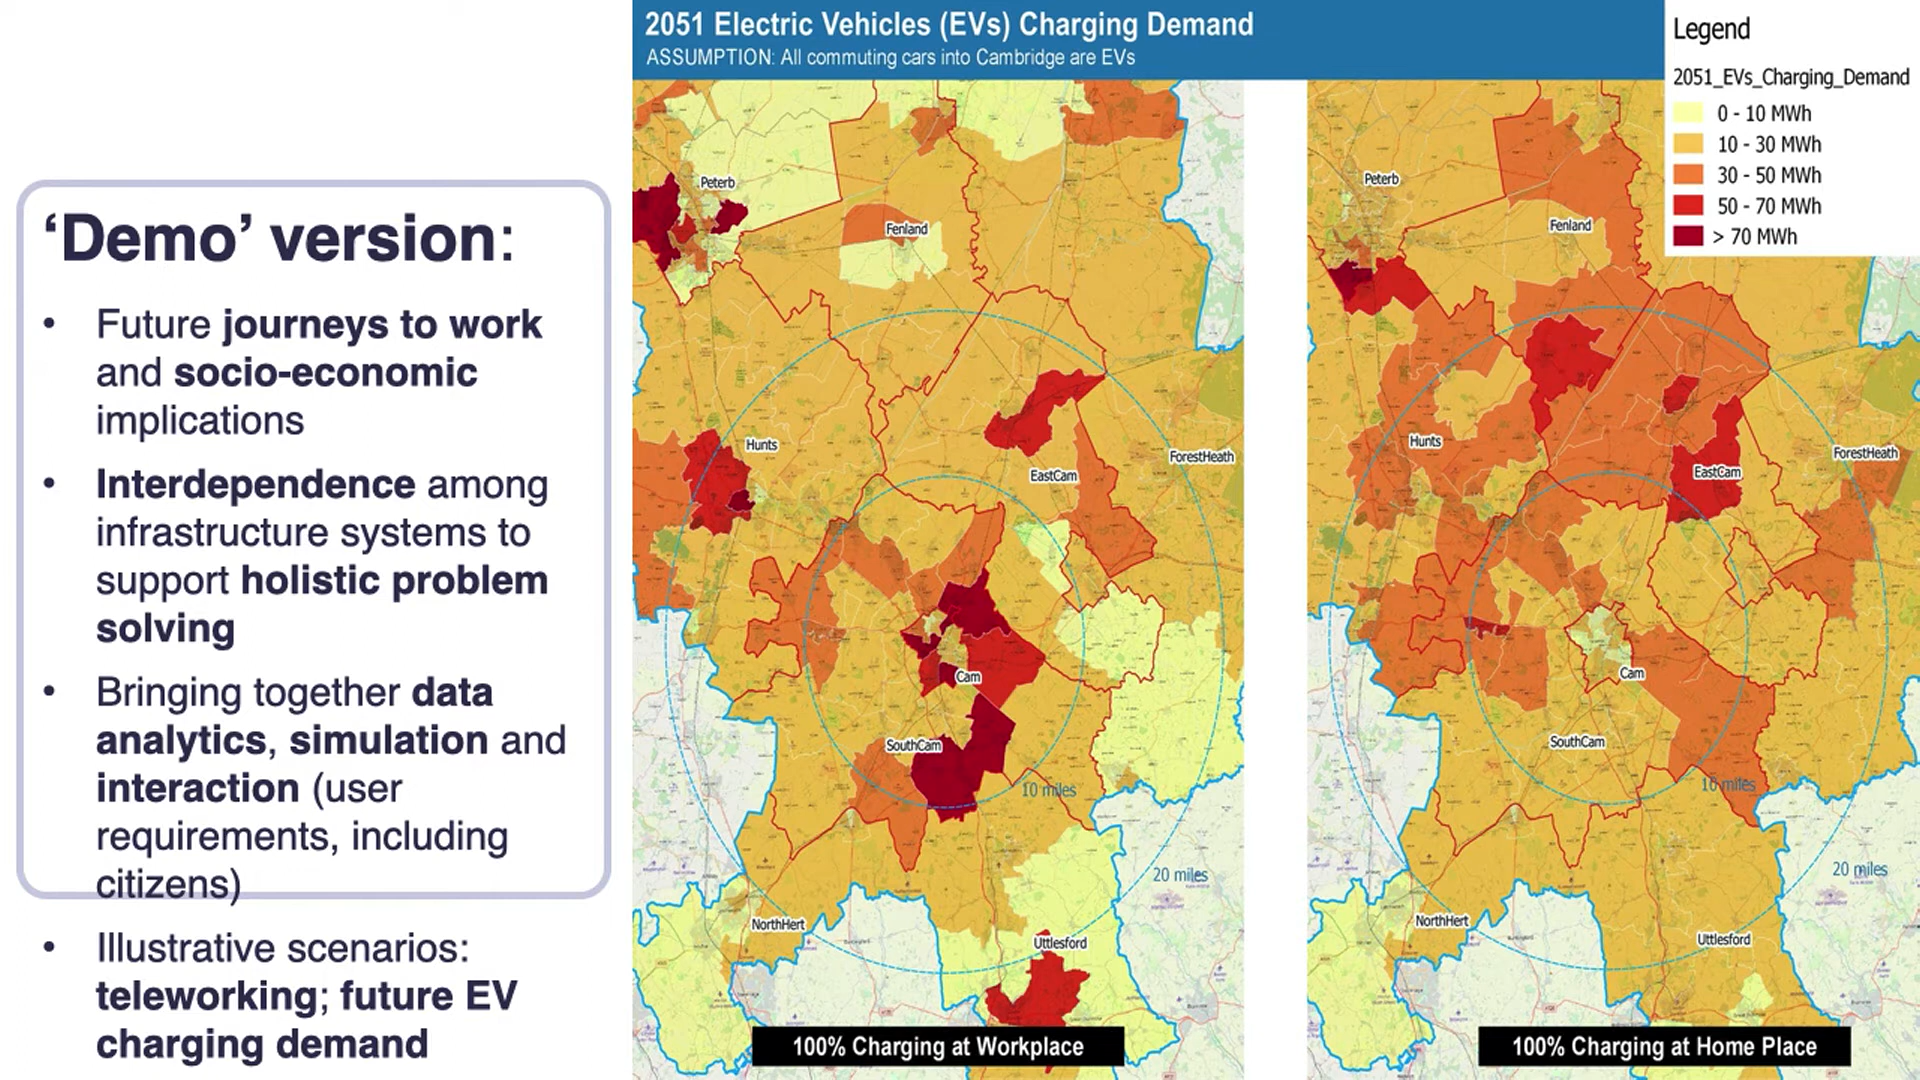 ‘Demo’ version:
• Future journeys to work
and socio-economic
implications
• Interdependence among
infrastructure systems to
support holistic problem
solving
• Bringing together data
analytics, simulation and
interaction (user
requirements, including
citizens)
• Illustrative scenarios:
teleworking; future EV
charging demand
2051 Electric Vehicles (EVs) Charging Demand
ASSUMPTION: All commuting cars into Cambridge are EVs
Peterb
Fenland
Hunts
EastCam
ForestHeath
Cam
SouthCam
10 miles
20 miles
NorthHert
Uttlesford
100% Charging at Workplace
Peterb
Fenland
Hunts
EastCam
ForestHeath
Cam
SouthCam
10 miles
20 miles
NorthHert
Uttlesford
100% Charging at Home Place
Legend
2051_EVs_Charging_Demand
0 - 10 MWh
10 - 30 MWh
30 - 50 MWh
50 - 70 MWh
> 70 MWh